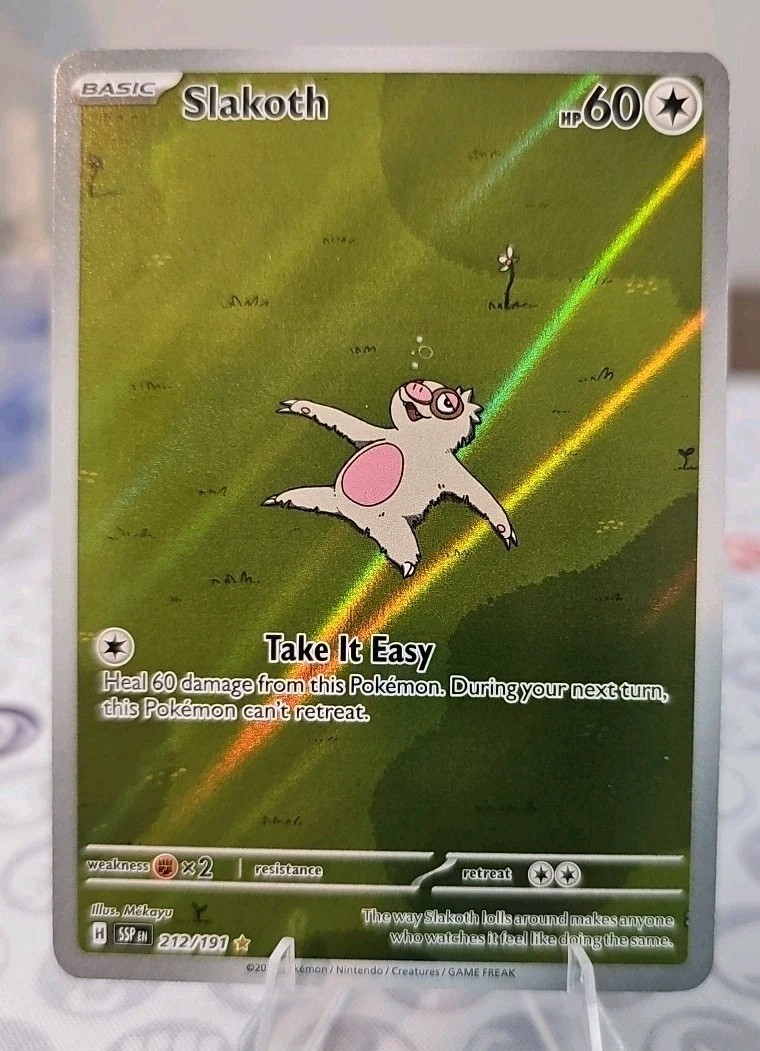 BASIC Slakoth HP60
Take It Easy
Heal 60 damage from this Pokémon. During your next turn,
this Pokémon can't retreat.
weakness ×2 resistance retreat
Illus. Mékayu
The way Slakoth lolls around makes anyone
who watches it feel like doing the same.
H SSP EN 212/191
Nintendo / Creatures / GAME FREAK